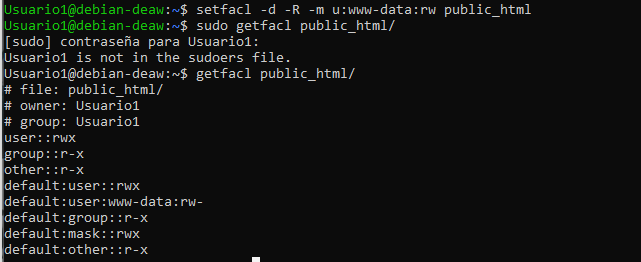 Usuario1@debian-deaw:~$ setfacl -d -R -m u:www-data:rw public_html
Usuario1@debian-deaw:~$ sudo getfacl public_html/
[sudo] contraseña para Usuario1:
Usuario1 is not in the sudoers file.
Usuario1@debian-deaw:~$ getfacl public_html/
# file: public_html/
# owner: Usuario1
# group: Usuario1
user::rwx
group::r-x
other::r-x
default:user::rwx
default:user:www-data:rw-
default:group::r-x
default:mask::rwx
default:other::r-x